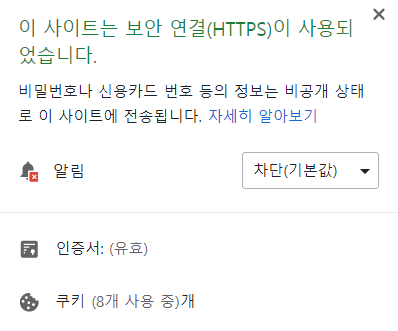 이 사이트는 보안 연결(HTTPS)이 사용되
었습니다.
비밀번호나 신용카드 번호 등의 정보는 비공개 상태
로 이 사이트에 전송됩니다. 자세히 알아보기
알림 차단(기본값)
인증서: (유효)
쿠키 (8개 사용 중)개